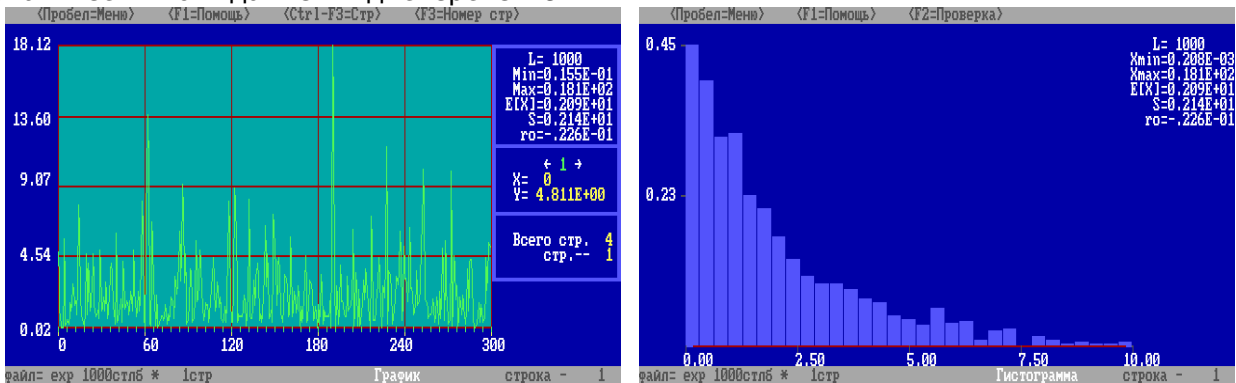 <Пробел=Меню> <F1=Помощь> <Ctrl-F3=Стр> <F3=Номер стр>
18.12
13.60
9.07
4.54
0.02
0 60 120 180 240 300
L= 1000
Min=0.155E-01
Max=0.181E+02
E[X]=0.209E+01
S=0.214E+01
ro=-.226E-01
← 1 →
X= 0
Y= 4.811E+00
Всего стр. 4
стр.-- 1
файл= exp 1000стлб * 1стр График строка - 1
<Пробел=Меню> <F1=Помощь> <F2=Проверка>
0.45
0.23
0.00 2.50 5.00 7.50 10.00
L= 1000
Xmin=0.208E-03
Xmax=0.181E+02
E[X]=0.209E+01
S=0.214E+01
ro=-.226E-01
файл= exp 1000стлб * 1стр Гистограмма строка - 1